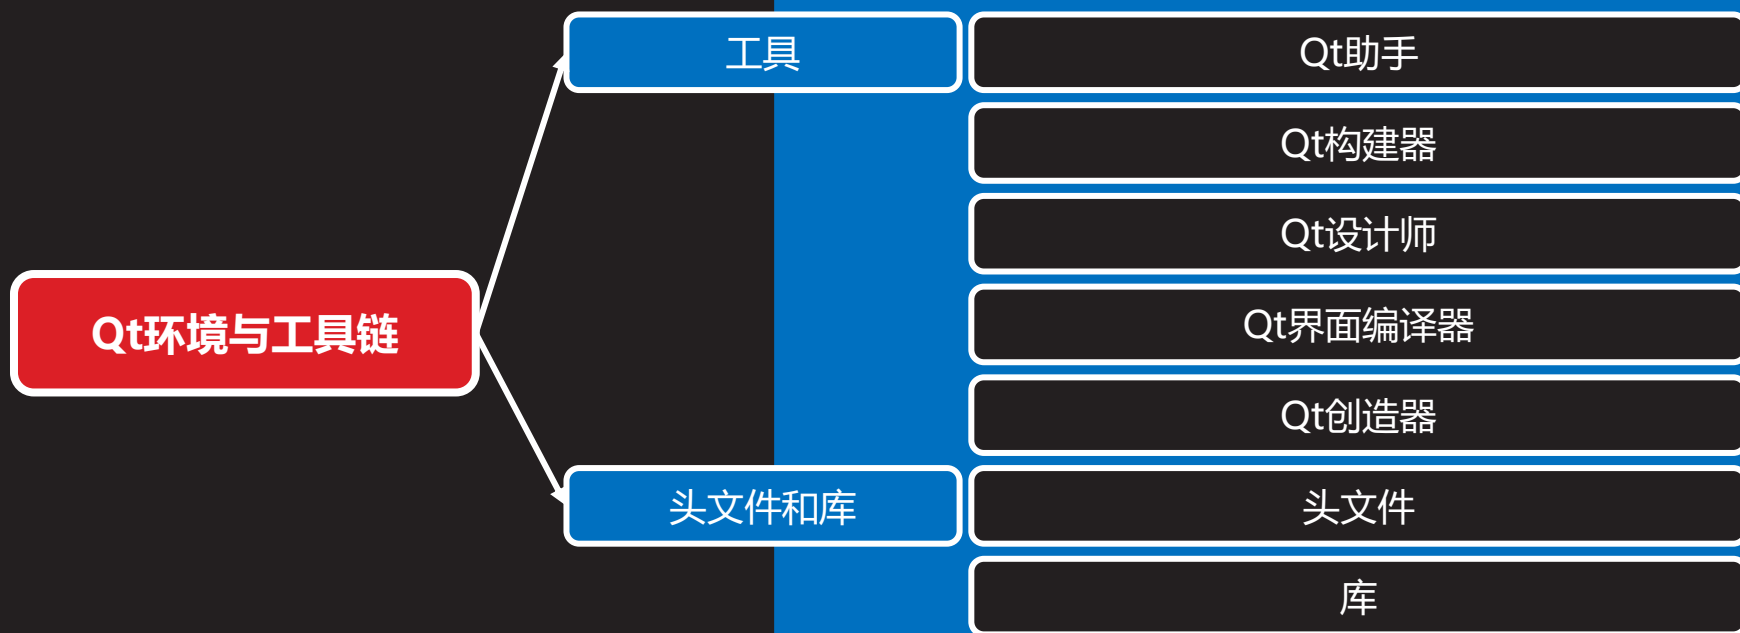 工具
Qt助手
Qt构建器
Qt设计师
Qt环境与工具链
Qt界面编译器
Qt创造器
头文件和库
头文件
库